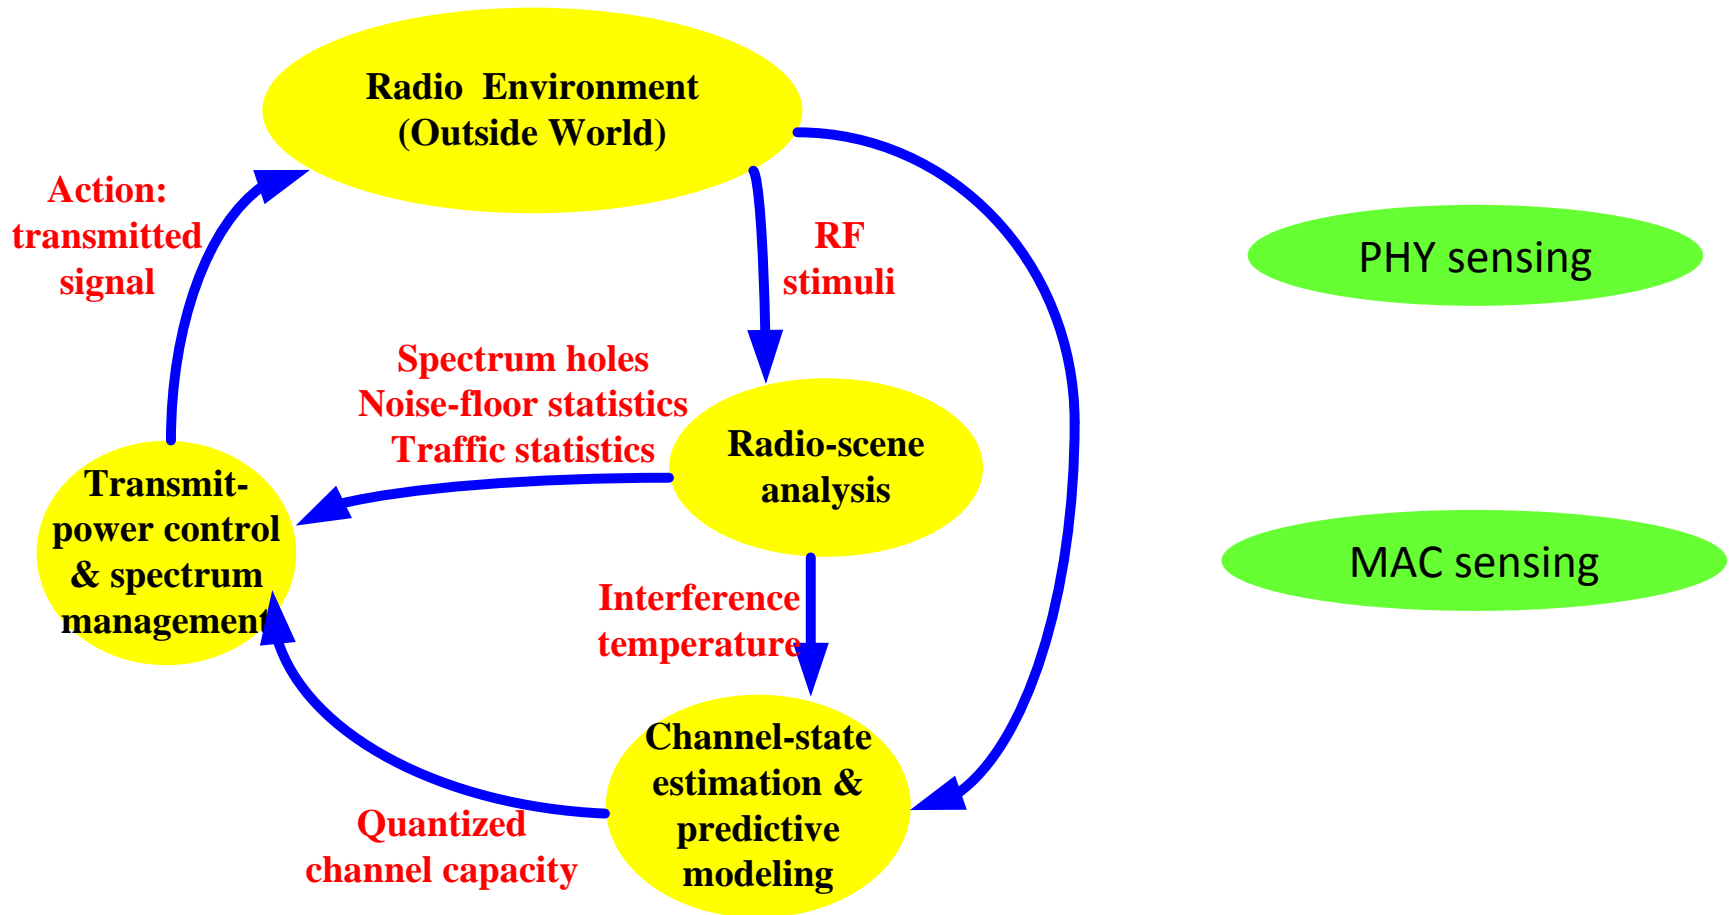 Radio Environment
(Outside World)
Action:
transmitted
signal
RF
stimuli
PHY sensing
Spectrum holes
Noise-floor statistics
Traffic statistics
Radio-scene
analysis
Transmit-
power control
& spectrum
management
MAC sensing
Interference
temperature
Channel-state
estimation &
predictive
modeling
Quantized
channel capacity